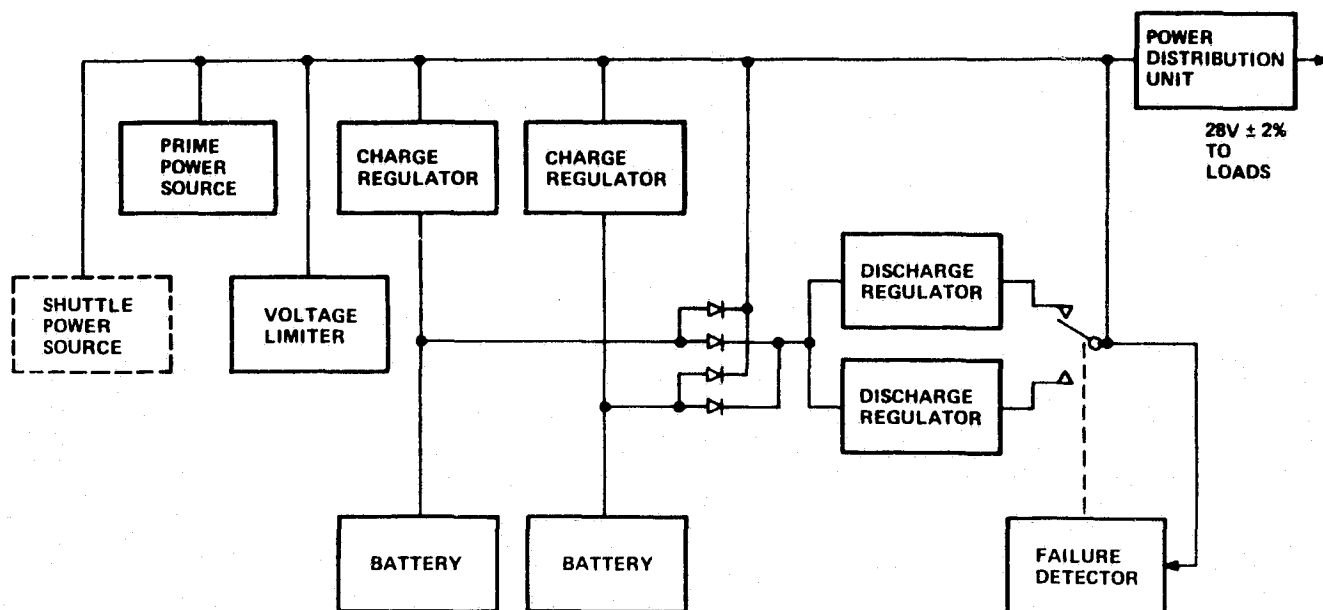 POWER
DISTRIBUTION
UNIT
28V ± 2%
TO
LOADS
PRIME
POWER
SOURCE
CHARGE
REGULATOR
CHARGE
REGULATOR
SHUTTLE
POWER
SOURCE
VOLTAGE
LIMITER
DISCHARGE
REGULATOR
DISCHARGE
REGULATOR
BATTERY
BATTERY
FAILURE
DETECTOR